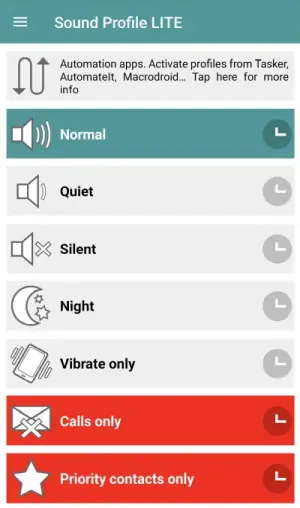 Sound Profile LITE
Automation apps. Activate profiles from Tasker,
AutomateIt, Macrodroid... Tap here for more
info
Normal
Quiet
Silent
Night
Vibrate only
Calls only
Priority contacts only